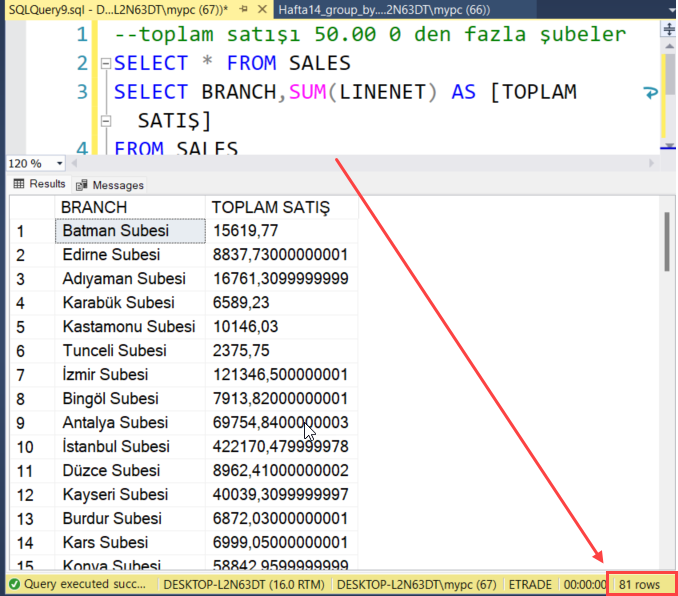 SQLQuery9.sql - D...L2N63DT\mypc (67))* Hafta14_group_by....2L2N63DT\mypc (66))
1 --toplam satışı 50.00 0 den fazla şubeler
2 SELECT * FROM SALES
3 SELECT BRANCH,SUM(LINENET) AS [TOPLAM
SATIŞ]
4 FROM SALES
120 %
Results Messages
BRANCH TOPLAM SATIŞ
1 Batman Subesi 15619,77
2 Edirne Subesi 8837,73000000001
3 Adıyaman Subesi 16761,3099999999
4 Karabük Subesi 6589,23
5 Kastamonu Subesi 10146,03
6 Tunceli Subesi 2375,75
7 İzmir Subesi 121346,500000001
8 Bingöl Subesi 7913,82000000001
9 Antalya Subesi 69754,8400000003
10 İstanbul Subesi 422170,479999978
11 Düzce Subesi 8962,41000000002
12 Kayseri Subesi 40039,3099999997
13 Burdur Subesi 6872,03000000001
14 Kars Subesi 6999,05000000001
15 Konya Subesi 58842,9599999999
Query executed succ... DESKTOP-L2N63DT (16.0 RTM) DESKTOP-L2N63DT\mypc (67) ETRADE 00:00:00 81 rows